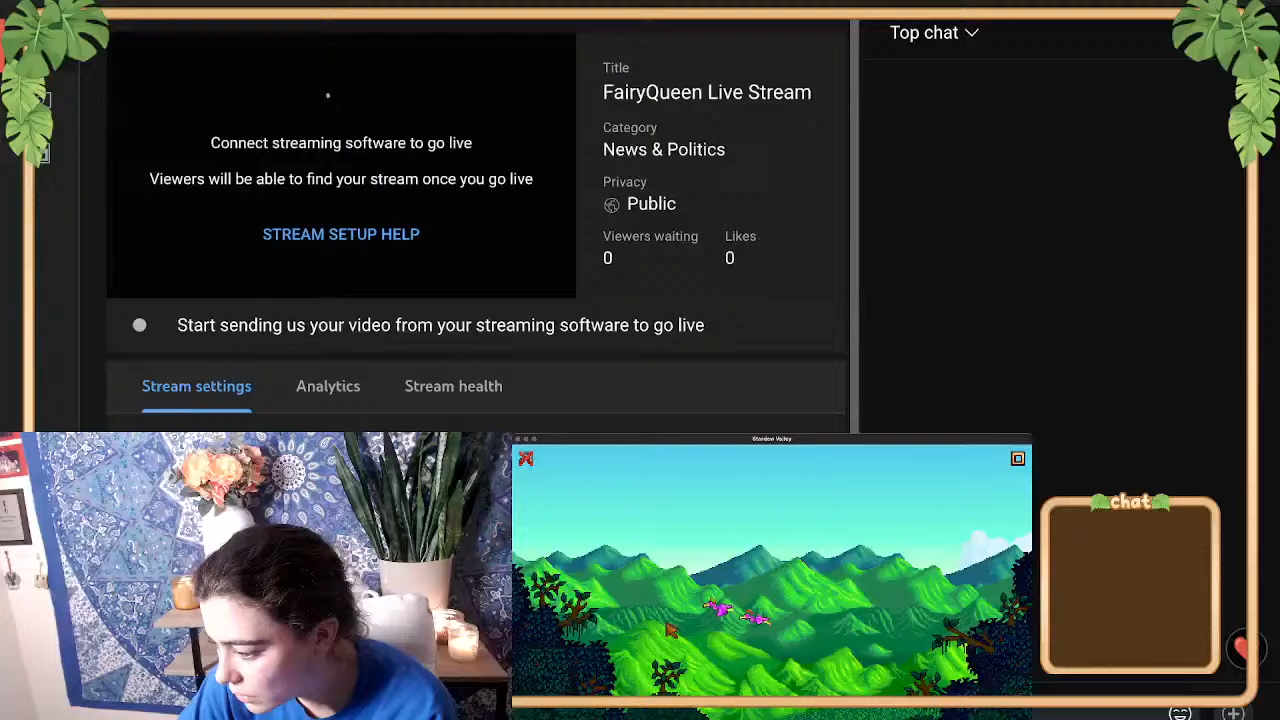 Top chat
Title
FairyQueen Live Stream
Connect streaming software to go live
Category
News & Politics
Viewers will be able to find your stream once you go live
Privacy
Public
STREAM SETUP HELP
Viewers waiting
Likes
0
0
Start sending us your video from your streaming software to go live
Stream settings
Analytics
Stream health
Stardew Valley
chat